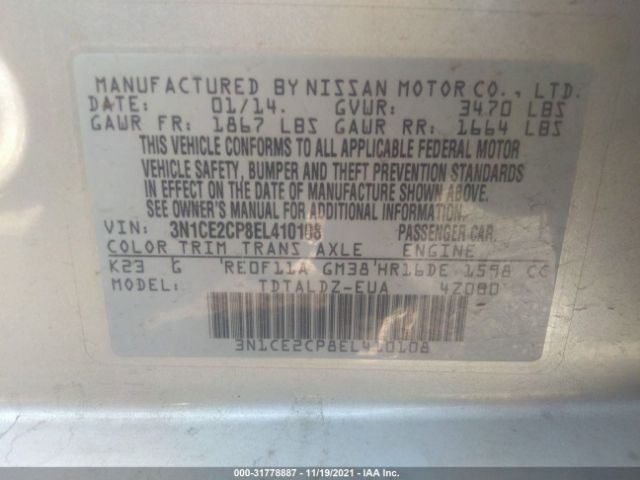 MANUFACTURED BY NISSAN MOTOR CO., LTD.
DATE: 01/14. GVWR: 3470 LBS
GAWR FR: 1867 LBS GAWR RR: 1664 LBS
THIS VEHICLE CONFORMS TO ALL APPLICABLE FEDERAL MOTOR
VEHICLE SAFETY, BUMPER AND THEFT PREVENTION STANDARDS
IN EFFECT ON THE DATE OF MANUFACTURE SHOWN ABOVE.
SEE OWNER'S MANUAL FOR ADDITIONAL INFORMATION.
VIN: 3N1CE2CP8EL410108 PASSENGER CAR.
COLOR TRIM TRANS AXLE ENGINE
K23 G RE0F11A GM38 HR16DE 1598 CC
MODEL: TDTALDZ-EUA 4Z080
3N1CE2CP8EL410108
000-31778887 - 11/19/2021 - IAA Inc.